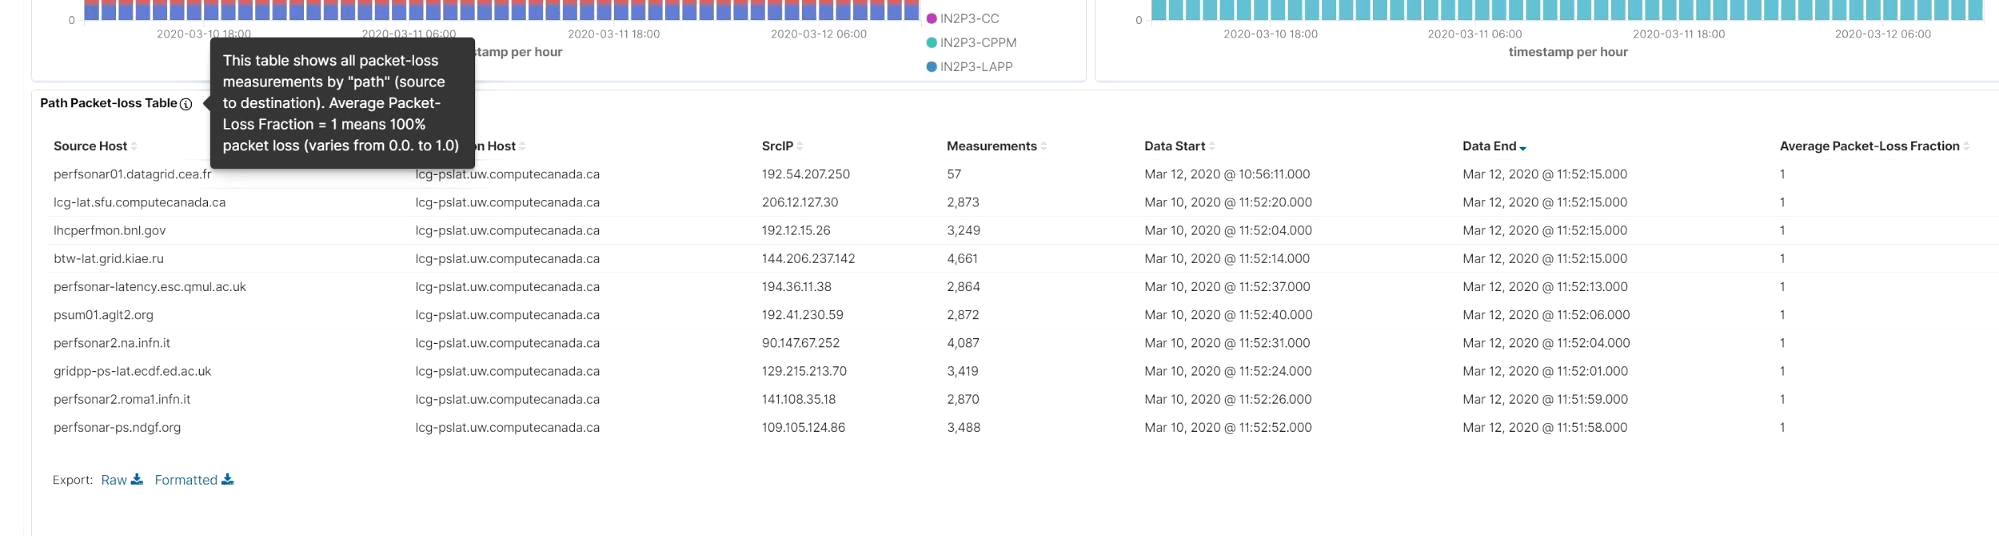 0
2020-03-10 18:00 2020-03-11 06:00 2020-03-11 18:00 2020-03-12 06:00
stamp per hour
IN2P3-CC
IN2P3-CPPM
IN2P3-LAPP
0
2020-03-10 18:00 2020-03-11 06:00 2020-03-11 18:00 2020-03-12 06:00
timestamp per hour
Path Packet-loss Table
This table shows all packet-loss
measurements by "path" (source
to destination). Average Packet-
Loss Fraction = 1 means 100%
packet loss (varies from 0.0. to 1.0)
Source Host on Host SrcIP Measurements Data Start Data End Average Packet-Loss Fraction
perfsonar01.datagrid.cea.fr lcg-pslat.uw.computecanada.ca 192.54.207.250 57 Mar 12, 2020 @ 10:56:11.000 Mar 12, 2020 @ 11:52:15.000 1
lcg-lat.sfu.computecanada.ca lcg-pslat.uw.computecanada.ca 206.12.127.30 2,873 Mar 10, 2020 @ 11:52:20.000 Mar 12, 2020 @ 11:52:15.000 1
lhcperfmon.bnl.gov lcg-pslat.uw.computecanada.ca 192.12.15.26 3,249 Mar 10, 2020 @ 11:52:04.000 Mar 12, 2020 @ 11:52:15.000 1
btw-lat.grid.kiae.ru lcg-pslat.uw.computecanada.ca 144.206.237.142 4,661 Mar 10, 2020 @ 11:52:14.000 Mar 12, 2020 @ 11:52:15.000 1
perfsonar-latency.esc.qmul.ac.uk lcg-pslat.uw.computecanada.ca 194.36.11.38 2,864 Mar 10, 2020 @ 11:52:37.000 Mar 12, 2020 @ 11:52:13.000 1
psum01.aglt2.org lcg-pslat.uw.computecanada.ca 192.41.230.59 2,872 Mar 10, 2020 @ 11:52:40.000 Mar 12, 2020 @ 11:52:06.000 1
perfsonar2.na.infn.it lcg-pslat.uw.computecanada.ca 90.147.67.252 4,087 Mar 10, 2020 @ 11:52:31.000 Mar 12, 2020 @ 11:52:04.000 1
gridpp-ps-lat.ecdf.ed.ac.uk lcg-pslat.uw.computecanada.ca 129.215.213.70 3,419 Mar 10, 2020 @ 11:52:24.000 Mar 12, 2020 @ 11:52:01.000 1
perfsonar2.roma1.infn.it lcg-pslat.uw.computecanada.ca 141.108.35.18 2,870 Mar 10, 2020 @ 11:52:26.000 Mar 12, 2020 @ 11:51:59.000 1
perfsonar-ps.ndgf.org lcg-pslat.uw.computecanada.ca 109.105.124.86 3,488 Mar 10, 2020 @ 11:52:52.000 Mar 12, 2020 @ 11:51:58.000 1
Export: Raw Formatted